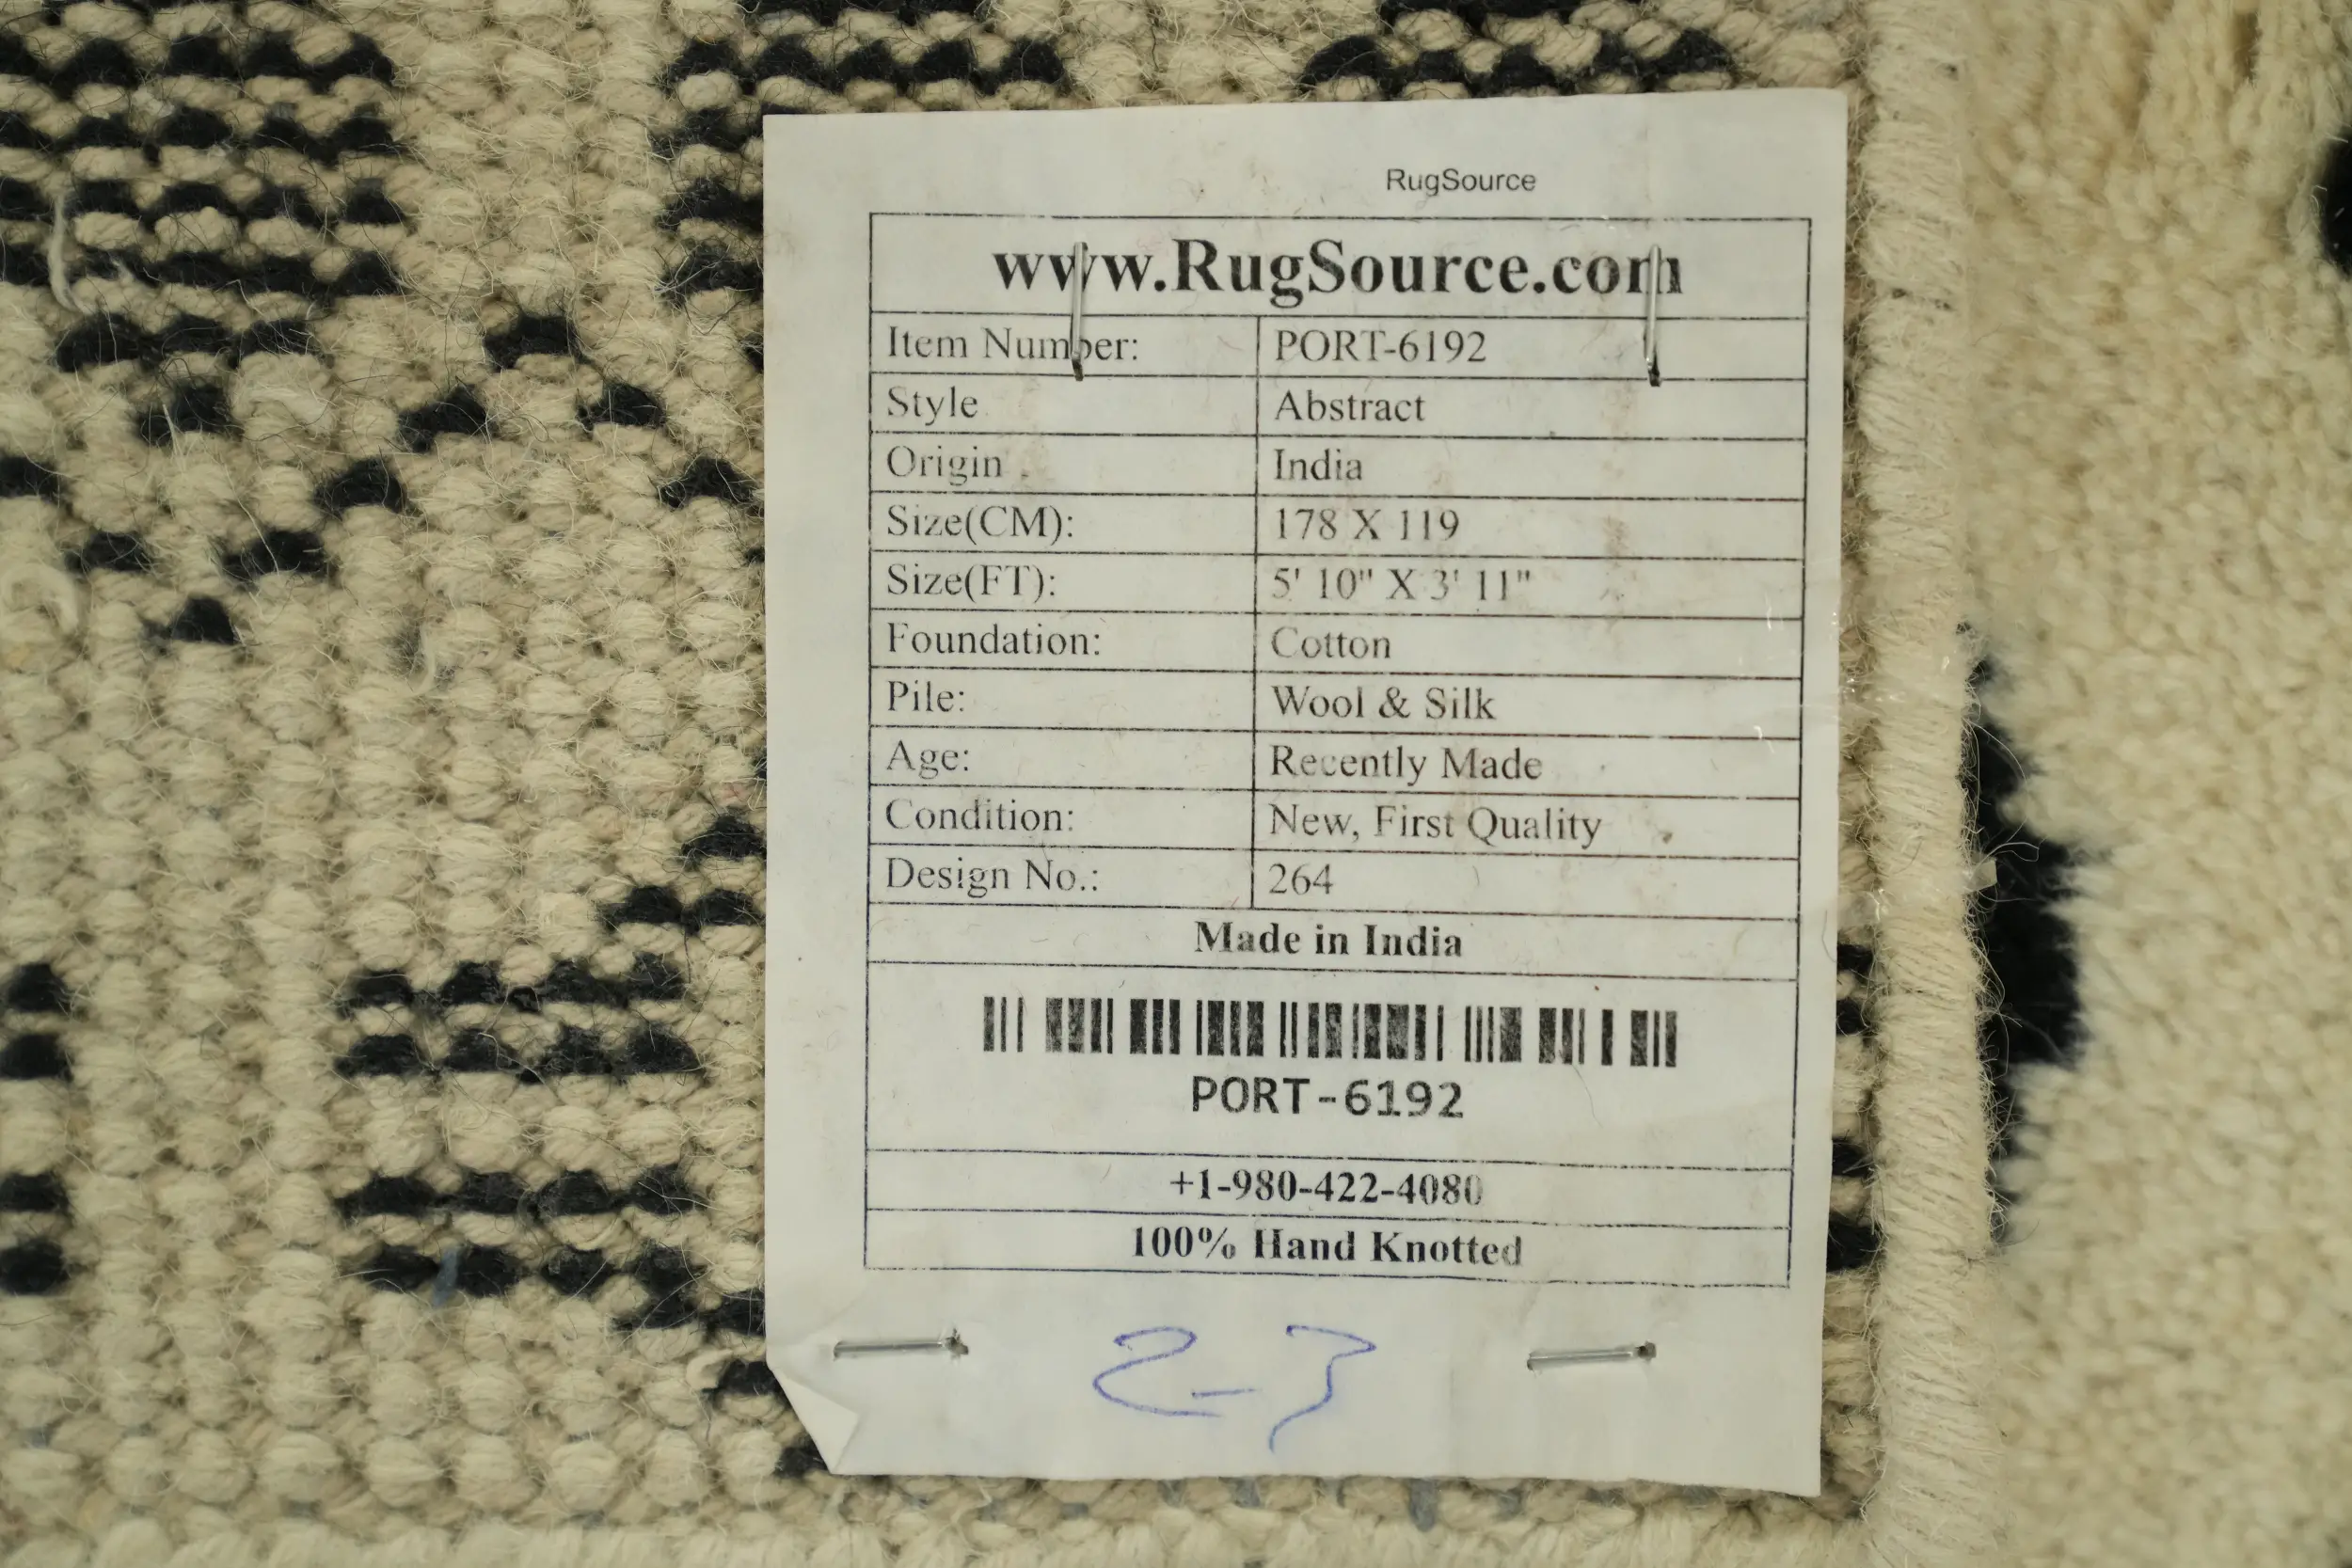 RugSource
www.RugSource.com
Item Number: PORT-6192
Style Abstract
Origin India
Size(CM): 178 X 119
Size(FT): 5' 10" X 3' 11"
Foundation: Cotton
Pile: Wool & Silk
Age: Recently Made
Condition: New, First Quality
Design No.: 264
Made in India
PORT-6192
+1-980-422-4080
100% Hand Knotted
2-3